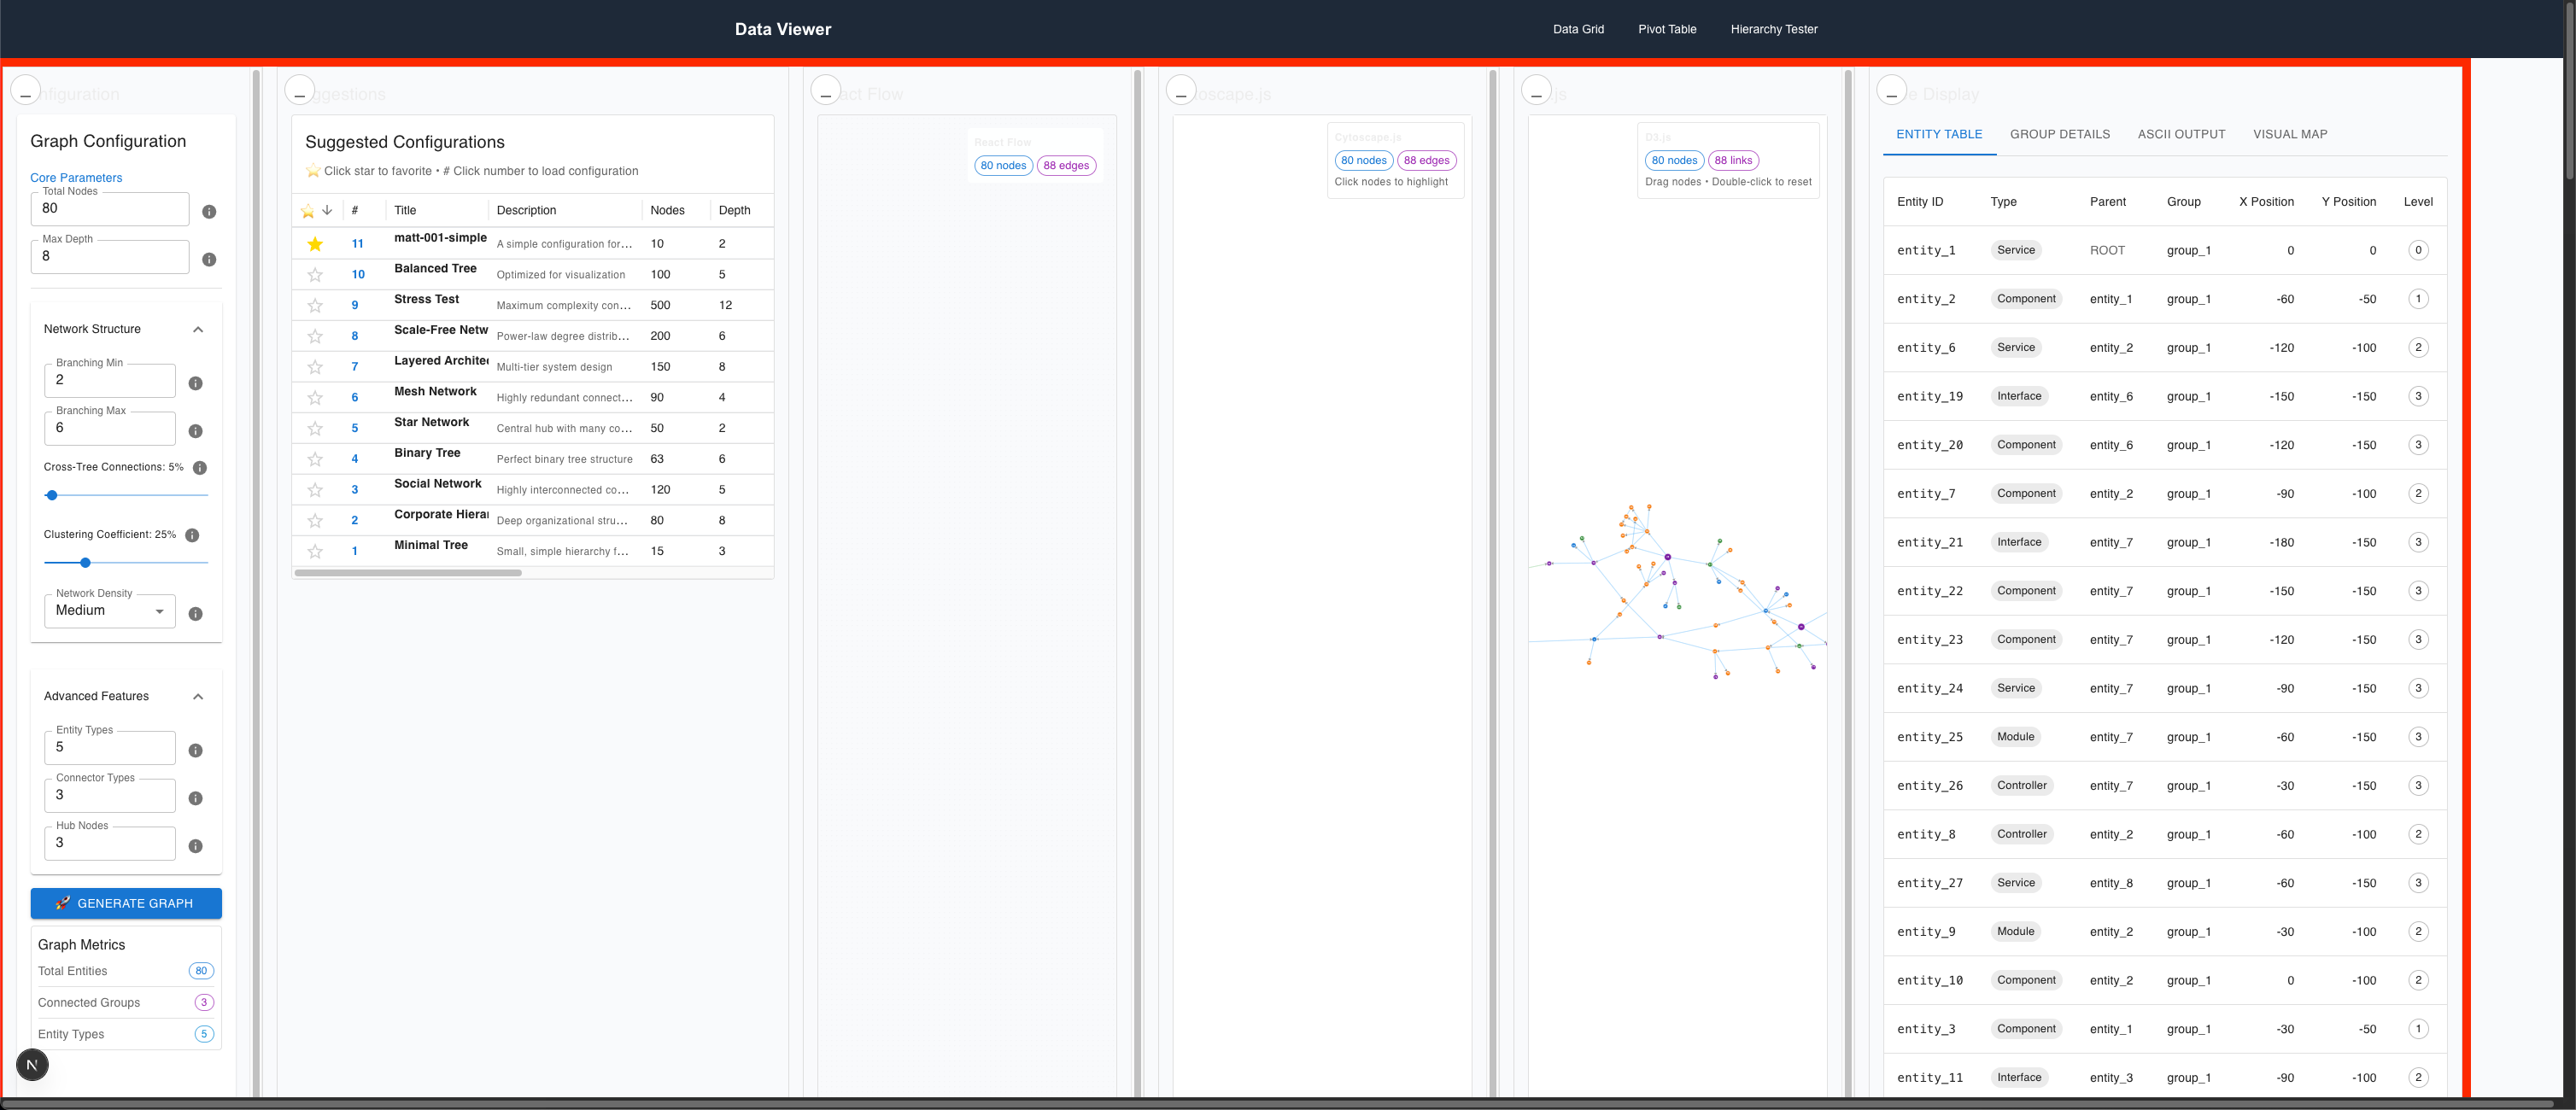 Data Viewer
Data Grid
Pivot Table
Hierarchy Tester
nfiguration
Graph Configuration
Core Parameters
Total Nodes
80
Max Depth
8
Network Structure
Branching Min
2
Branching Max
6
Cross-Tree Connections: 5%
Clustering Coefficient: 25%
Network Density
Medium
Advanced Features
Entity Types
5
Connector Types
3
Hub Nodes
3
GENERATE GRAPH
Graph Metrics
Total Entities 80
Connected Groups 3
Entity Types 5
N
ggestions
Suggested Configurations
Click star to favorite • # Click number to load configuration
# Title Description Nodes Depth
11 matt-001-simple A simple configuration for… 10 2
10 Balanced Tree Optimized for visualization 100 5
9 Stress Test Maximum complexity con… 500 12
8 Scale-Free Netw Power-law degree distrib… 200 6
7 Layered Architec Multi-tier system design 150 8
6 Mesh Network Highly redundant connect… 90 4
5 Star Network Central hub with many co… 50 2
4 Binary Tree Perfect binary tree structure 63 6
3 Social Network Highly interconnected co… 120 5
2 Corporate Hierar Deep organizational stru… 80 8
1 Minimal Tree Small, simple hierarchy f… 15 3
act Flow
React Flow
80 nodes 88 edges
oscape.js
Cytoscape.js
80 nodes 88 edges
Click nodes to highlight
js
D3.js
80 nodes 88 links
Drag nodes • Double-click to reset
e Display
ENTITY TABLE GROUP DETAILS ASCII OUTPUT VISUAL MAP
Entity ID Type Parent Group X Position Y Position Level
entity_1 Service ROOT group_1 0 0 0
entity_2 Component entity_1 group_1 -60 -50 1
entity_6 Service entity_2 group_1 -120 -100 2
entity_19 Interface entity_6 group_1 -150 -150 3
entity_20 Component entity_6 group_1 -120 -150 3
entity_7 Component entity_2 group_1 -90 -100 2
entity_21 Interface entity_7 group_1 -180 -150 3
entity_22 Component entity_7 group_1 -150 -150 3
entity_23 Component entity_7 group_1 -120 -150 3
entity_24 Service entity_7 group_1 -90 -150 3
entity_25 Module entity_7 group_1 -60 -150 3
entity_26 Controller entity_7 group_1 -30 -150 3
entity_8 Controller entity_2 group_1 -60 -100 2
entity_27 Service entity_8 group_1 -60 -150 3
entity_9 Module entity_2 group_1 -30 -100 2
entity_10 Component entity_2 group_1 0 -100 2
entity_3 Component entity_1 group_1 -30 -50 1
entity_11 Interface entity_3 group_1 -90 -100 2